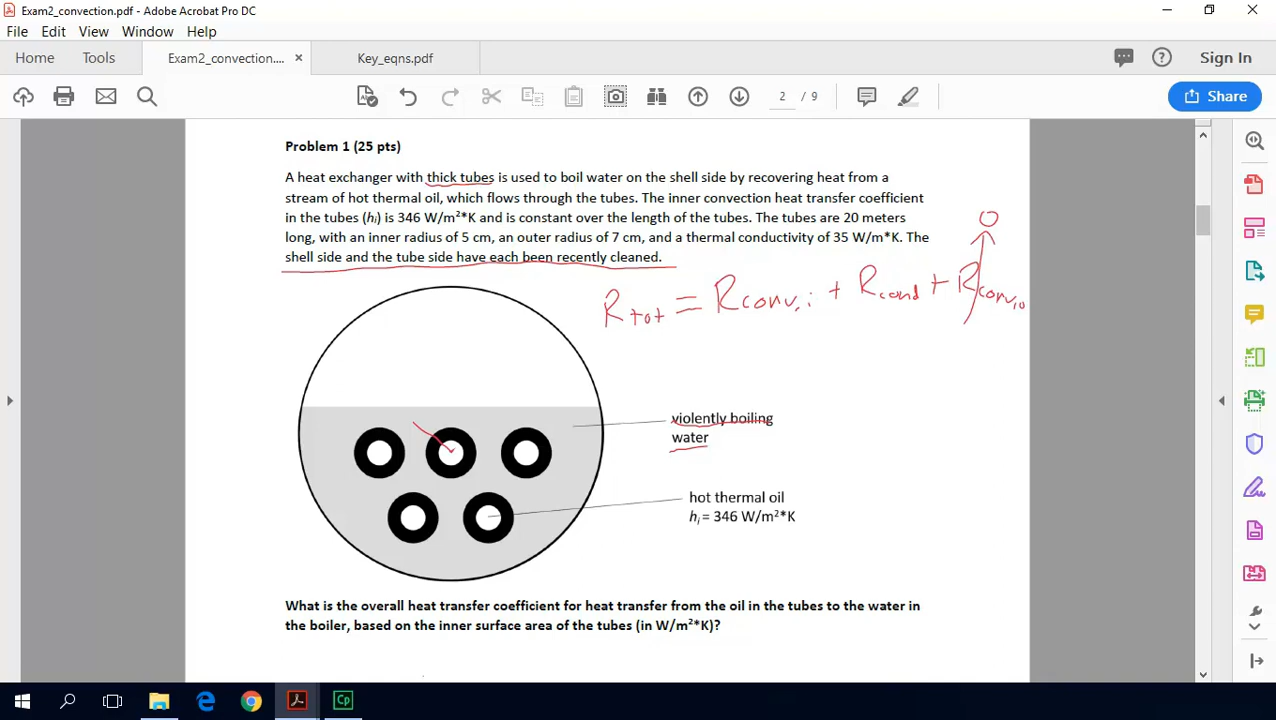 Exam2_convection.pdf - Adobe Acrobat Pro DC
File Edit View Window Help
Home Tools Exam2_convection.... × Key_eqns.pdf Sign In
2 / 9 Share
Problem 1 (25 pts)
A heat exchanger with thick tubes is used to boil water on the shell side by recovering heat from a
stream of hot thermal oil, which flows through the tubes. The inner convection heat transfer coefficient
in the tubes (hi) is 346 W/m²*K and is constant over the length of the tubes. The tubes are 20 meters
long, with an inner radius of 5 cm, an outer radius of 7 cm, and a thermal conductivity of 35 W/m*K. The
shell side and the tube side have each been recently cleaned.
0
Rtot = Rconv,i + Rcond + Rconv,o
violently boiling
water
hot thermal oil
hi = 346 W/m²*K
What is the overall heat transfer coefficient for heat transfer from the oil in the tubes to the water in
the boiler, based on the inner surface area of the tubes (in W/m²*K)?
Cp